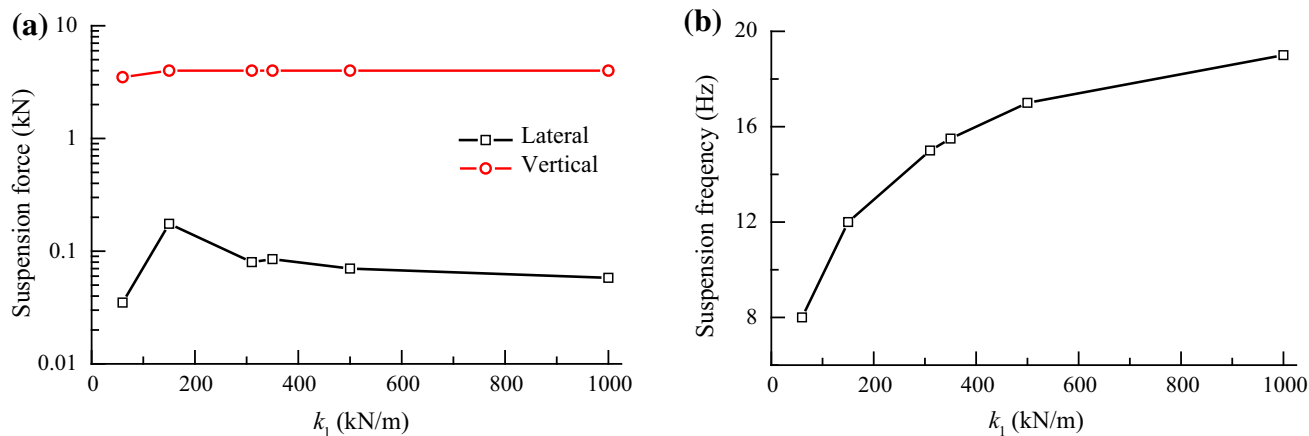 (a)
Suspension force (kN)
10
1
0.1
0.01
Lateral
Vertical
0
200
400
600
800
1000
k1 (kN/m)
(b)
Suspension freqency (Hz)
20
16
12
8
0
200
400
600
800
1000
k1 (kN/m)